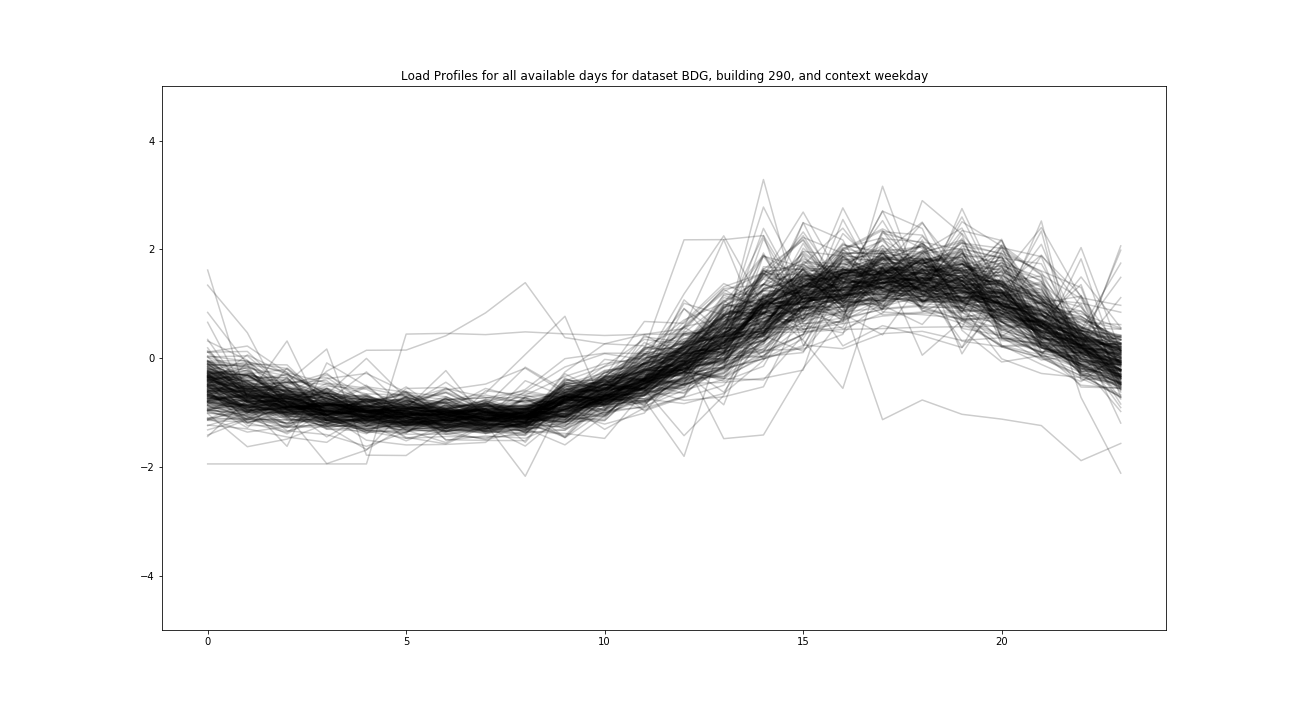 Load Profiles for all available days for dataset BDG, building 290, and context weekday
4
2
0
−2
−4
0 5 10 15 20